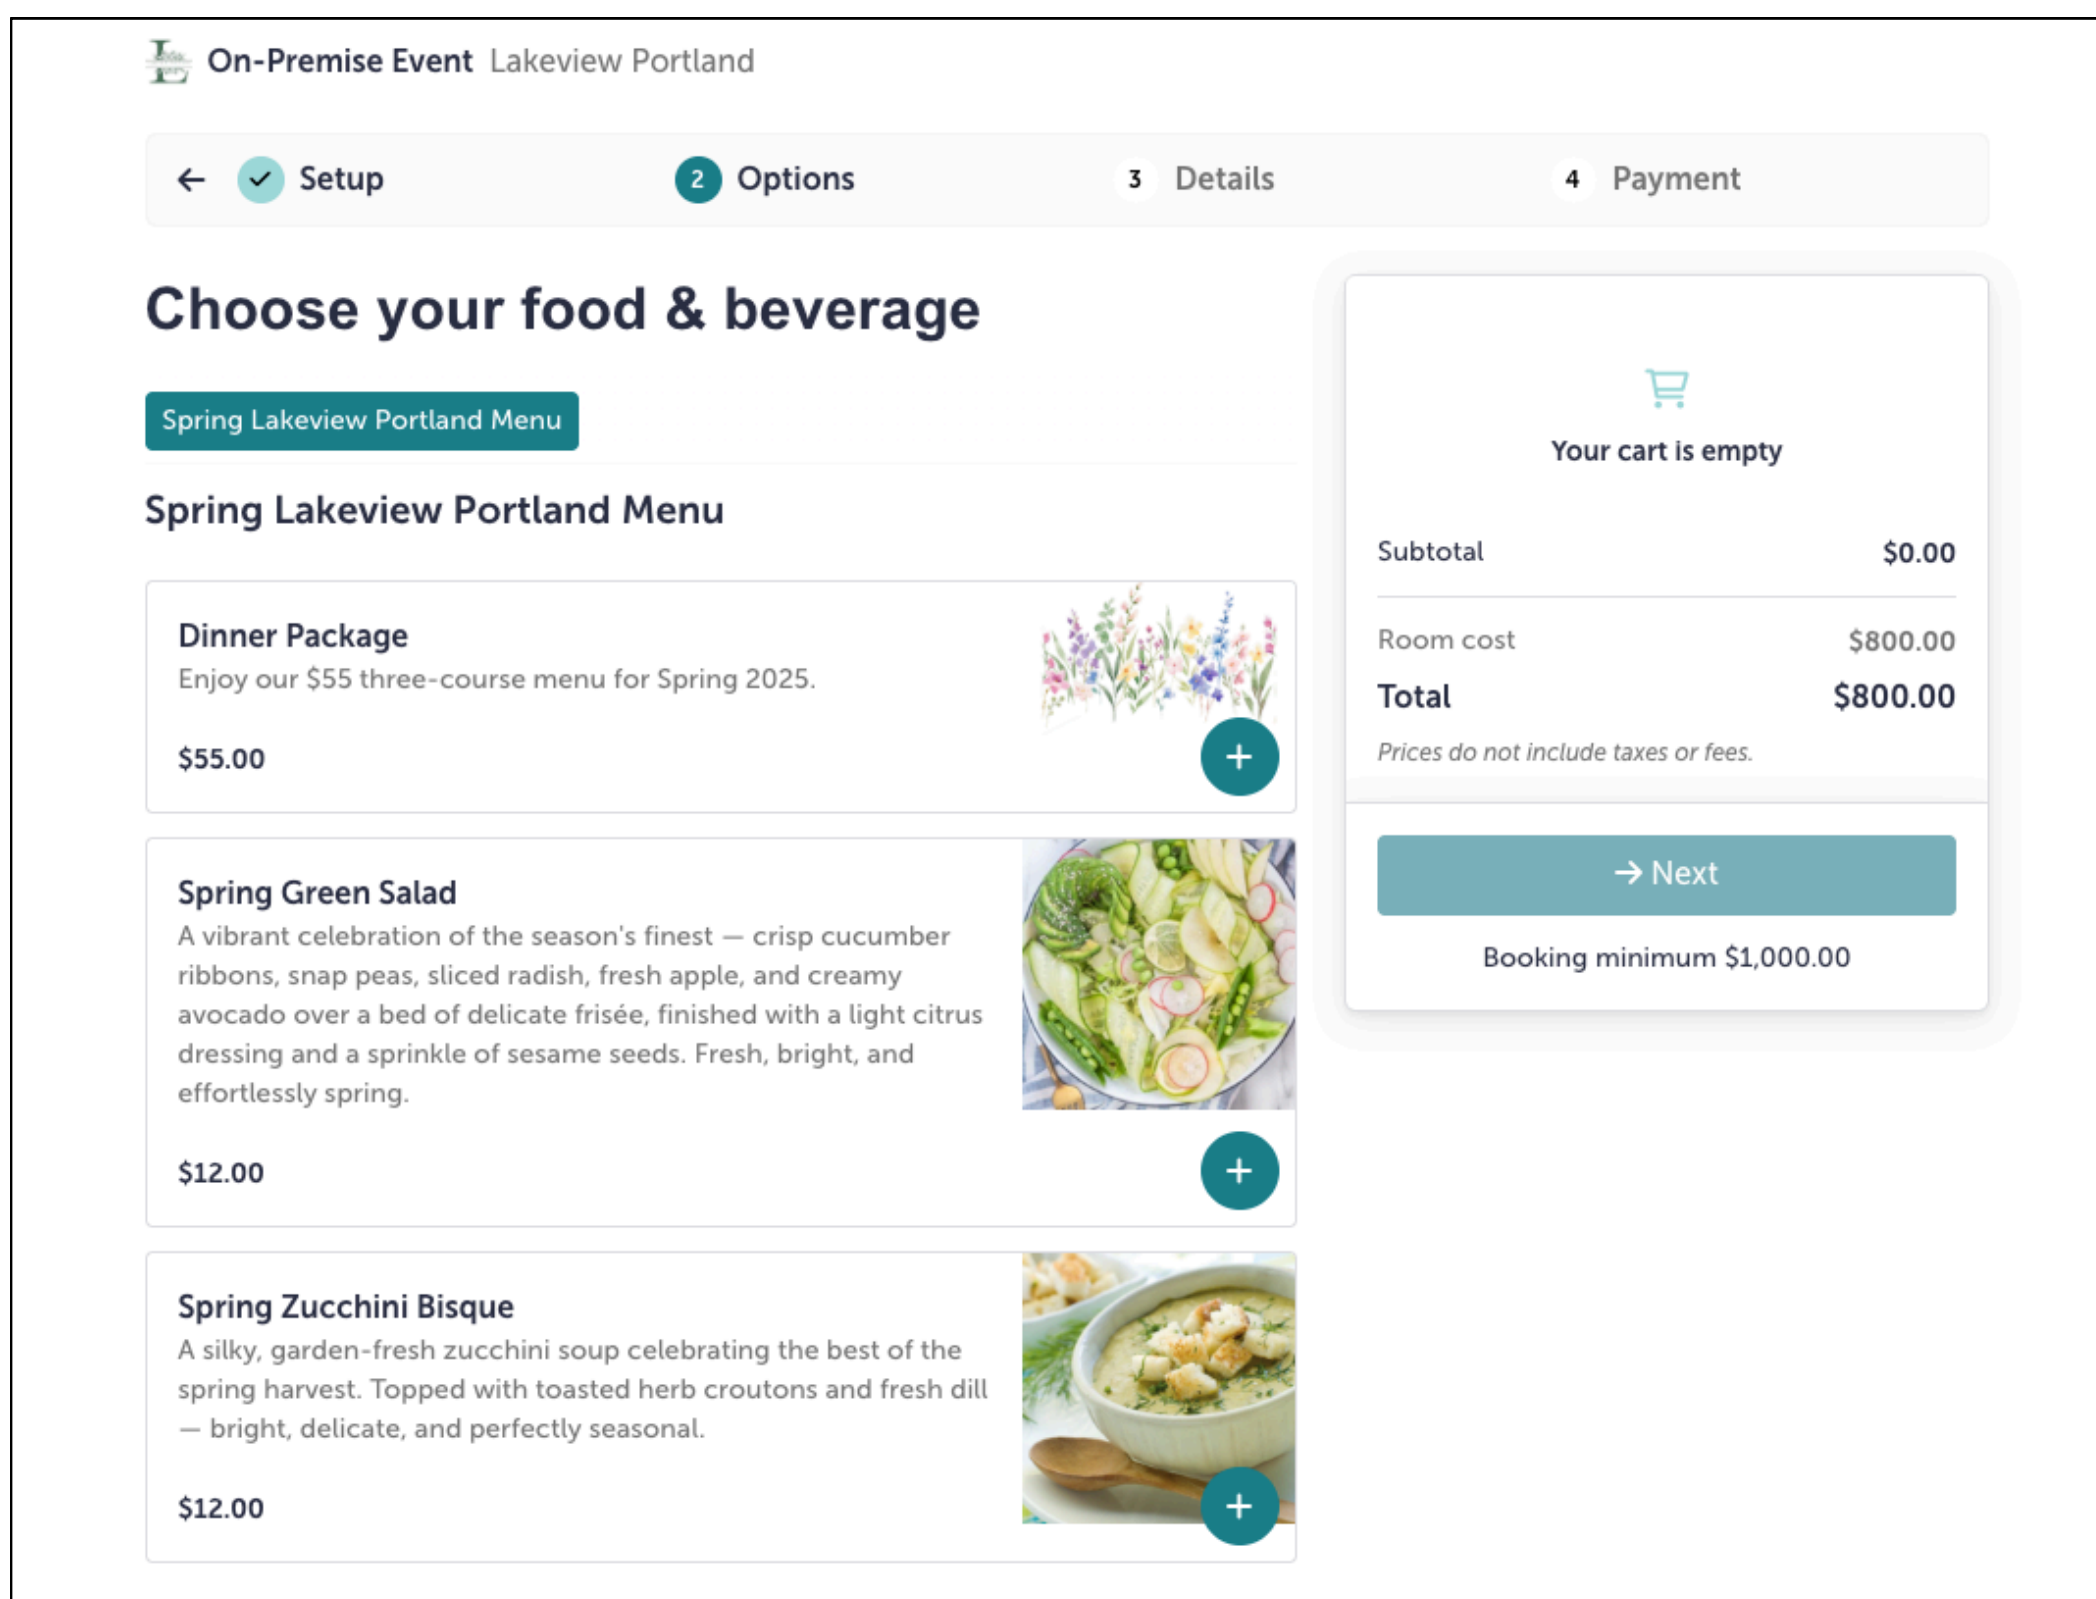 On-Premise Event Lakeview Portland
Setup
2 Options
3 Details
4 Payment
Choose your food & beverage
Spring Lakeview Portland Menu
Spring Lakeview Portland Menu
Dinner Package
Enjoy our $55 three-course menu for Spring 2025.
$55.00
Spring Green Salad
A vibrant celebration of the season's finest — crisp cucumber
ribbons, snap peas, sliced radish, fresh apple, and creamy
avocado over a bed of delicate frisée, finished with a light citrus
dressing and a sprinkle of sesame seeds. Fresh, bright, and
effortlessly spring.
$12.00
Spring Zucchini Bisque
A silky, garden-fresh zucchini soup celebrating the best of the
spring harvest. Topped with toasted herb croutons and fresh dill
— bright, delicate, and perfectly seasonal.
$12.00
Your cart is empty
Subtotal $0.00
Room cost $800.00
Total $800.00
Prices do not include taxes or fees.
→ Next
Booking minimum $1,000.00